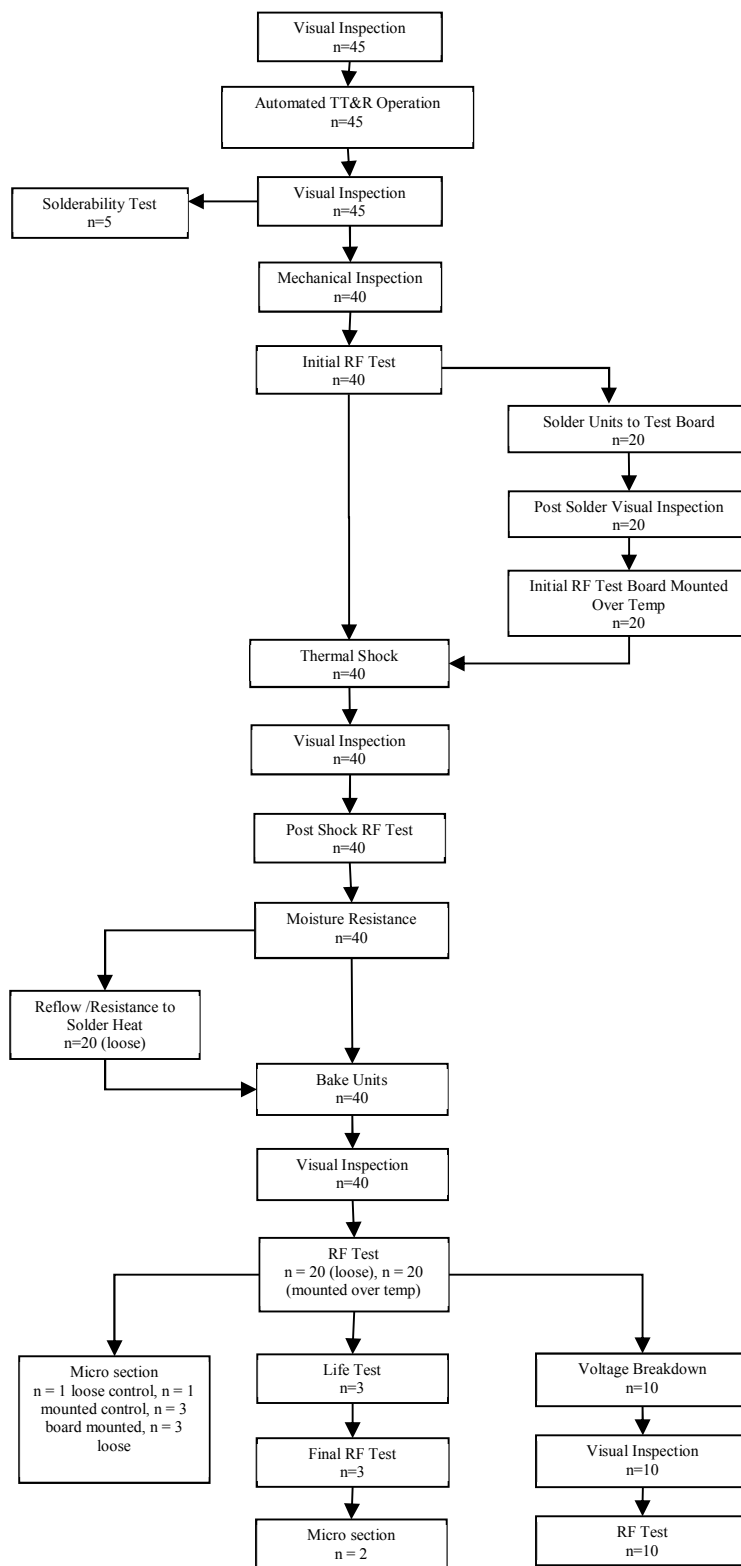 Visual Inspection
n=45
Automated TT&R Operation
n=45
Visual Inspection
n=45
Solderability Test
n=5
Mechanical Inspection
n=40
Initial RF Test
n=40
Solder Units to Test Board
n=20
Post Solder Visual Inspection
n=20
Initial RF Test Board Mounted
Over Temp
n=20
Thermal Shock
n=40
Visual Inspection
n=40
Post Shock RF Test
n=40
Moisture Resistance
n=40
Reflow /Resistance to
Solder Heat
n=20 (loose)
Bake Units
n=40
Visual Inspection
n=40
RF Test
n = 20 (loose), n = 20
(mounted over temp)
Micro section
n = 1 loose control, n = 1
mounted control, n = 3
board mounted, n = 3
loose
Life Test
n=3
Final RF Test
n=3
Micro section
n = 2
Voltage Breakdown
n=10
Visual Inspection
n=10
RF Test
n=10